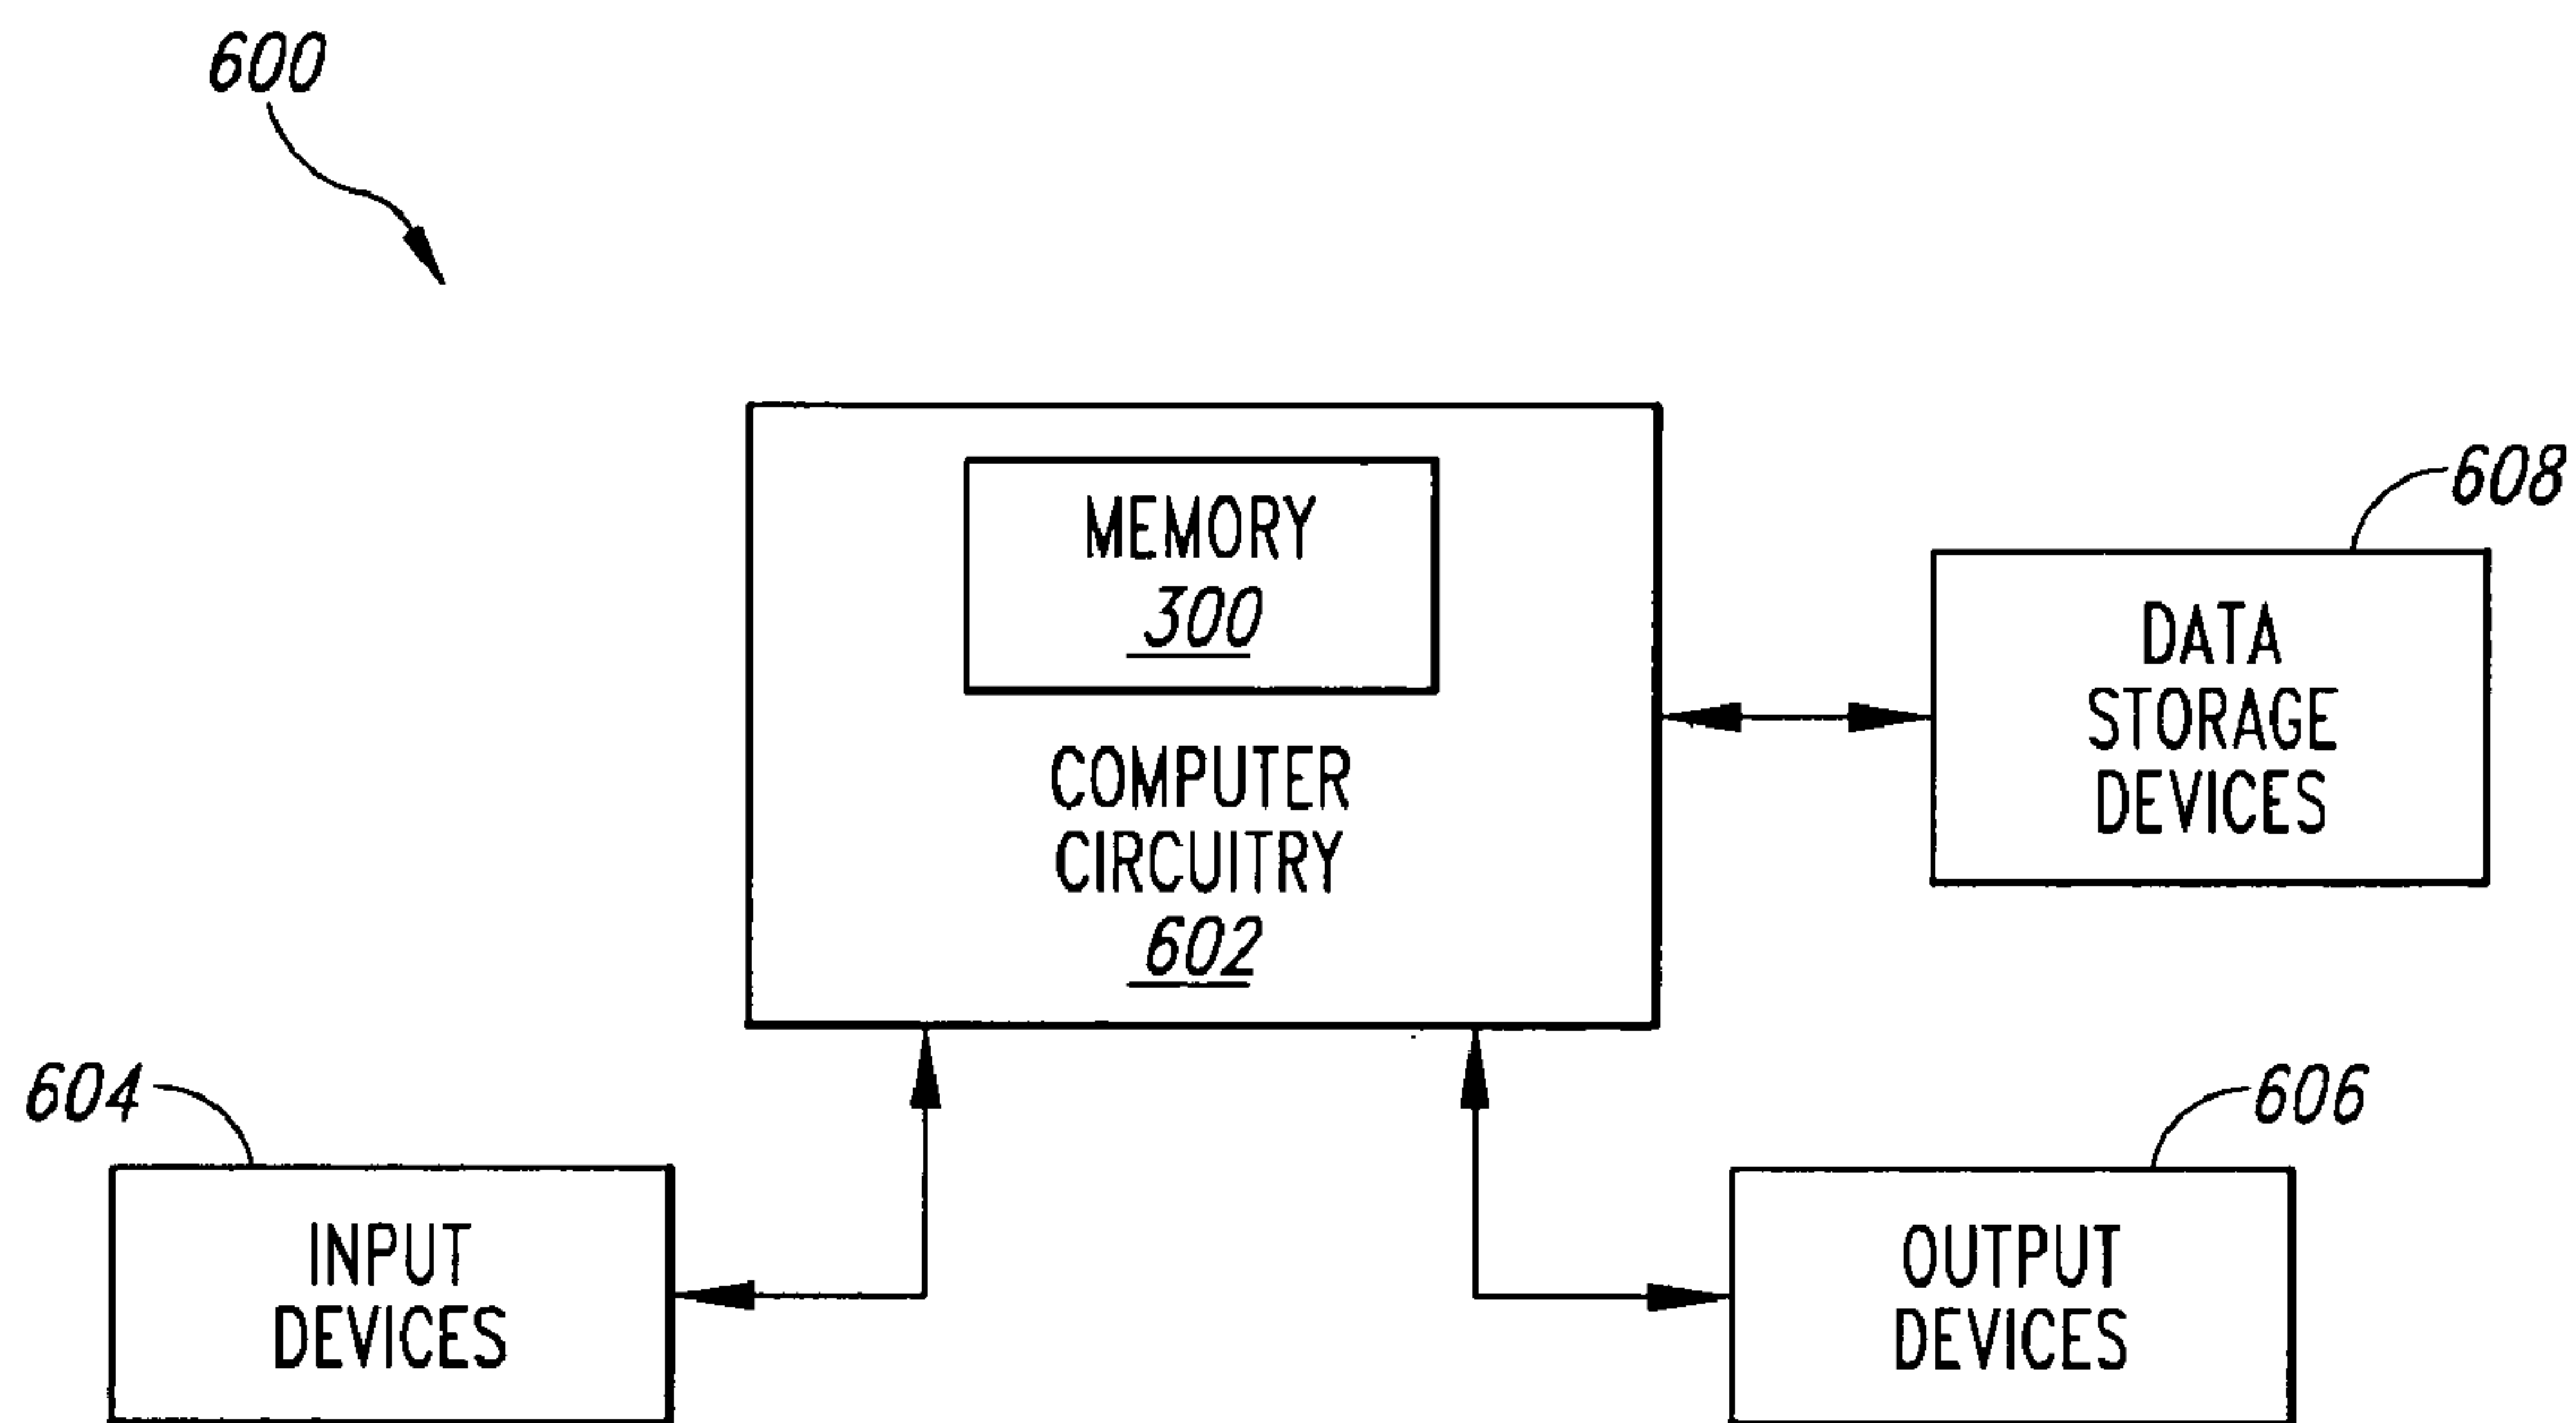 600
MEMORY
300
COMPUTER
CIRCUITRY
602
608
DATA
STORAGE
DEVICES
604
INPUT
DEVICES
606
OUTPUT
DEVICES